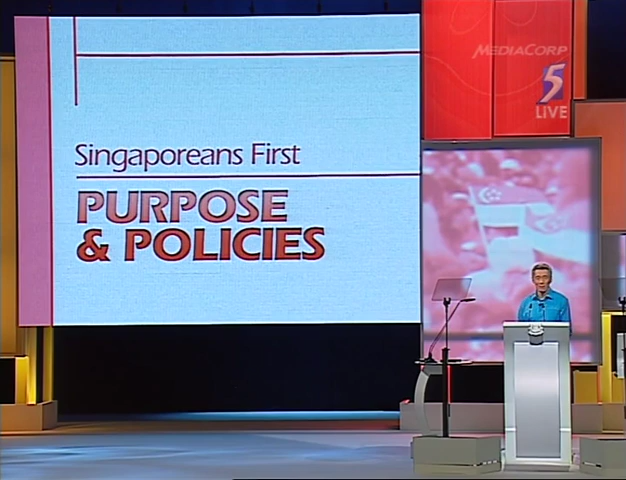 MEDIACORP
5
LIVE
Singaporeans First
PURPOSE
& POLICIES